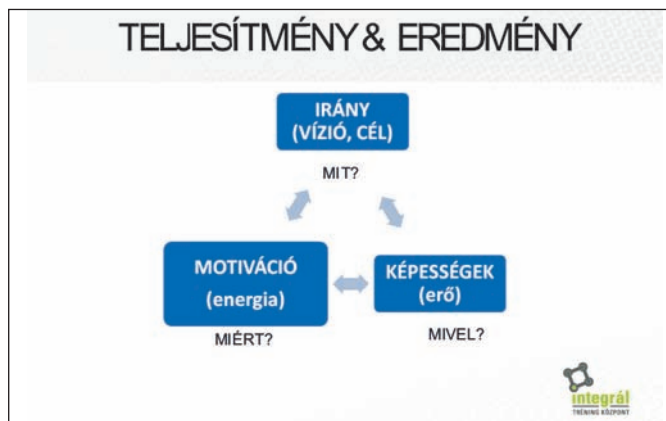 TELJESÍTMÉNY & EREDMÉNY
IRÁNY
(VÍZIÓ, CÉL)
MIT?
MOTIVÁCIÓ
(energia)
MIÉRT?
KÉPESSÉGEK
(erő)
MIVEL?
integrál
TRÉNING KÖZPONT